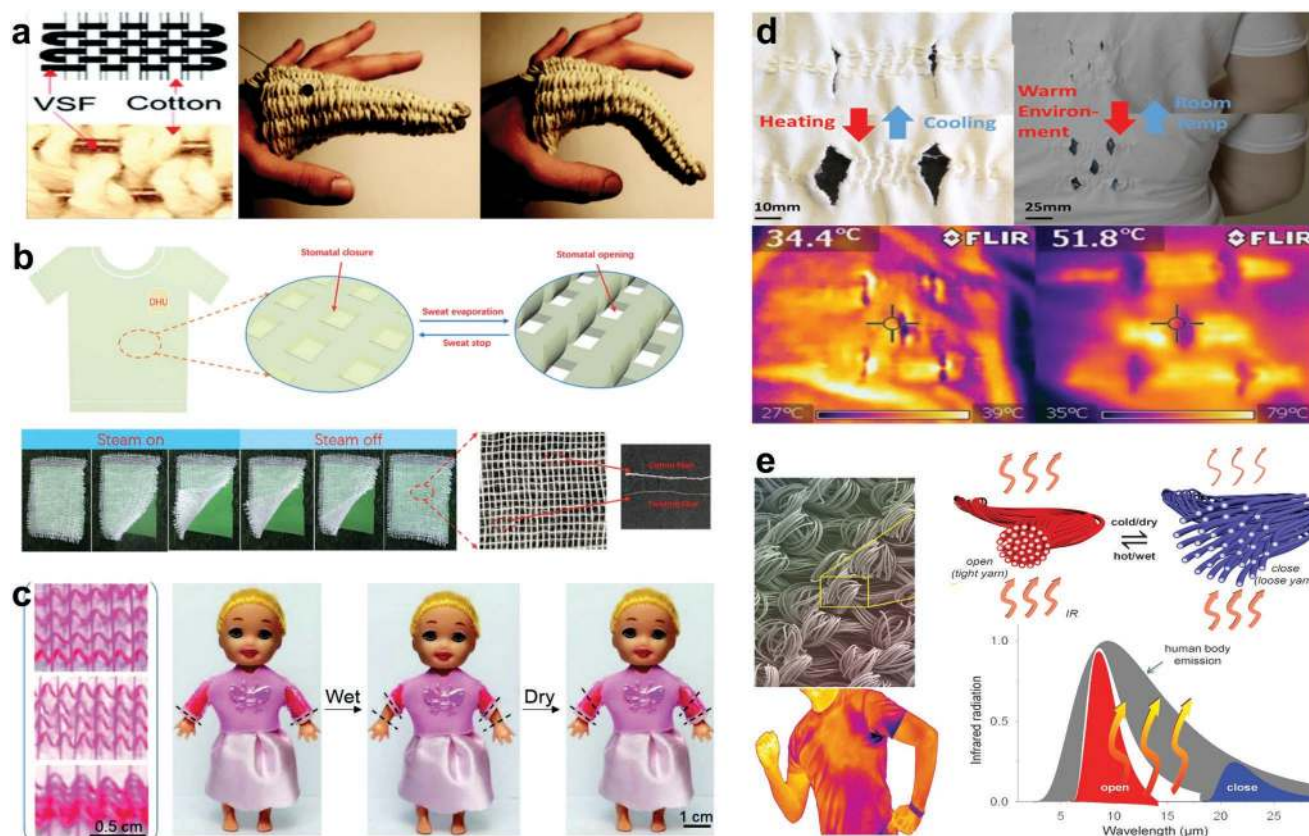 a
VSF
Cotton
b
DHU
Stomatal closure
Stomatal opening
Sweat evaporation
Sweat stop
Steam on
Steam off
Cotton fiber
c
Wet
Dry
0.5 cm
1 cm
d
Heating
Cooling
10mm
Warm
Environ-
ment
Room
Temp
25mm
34.4°C
FLIR
27°C
39°C
51.8°C
FLIR
35°C
79°C
e
open
(tight yarn)
cold/dry
hot/wet
close
(loose yarn
IR
human body
emission
Infrared radiation
1.0
0.5
0.0
open
close
5
10
15
20
25
Wavelength (μm)